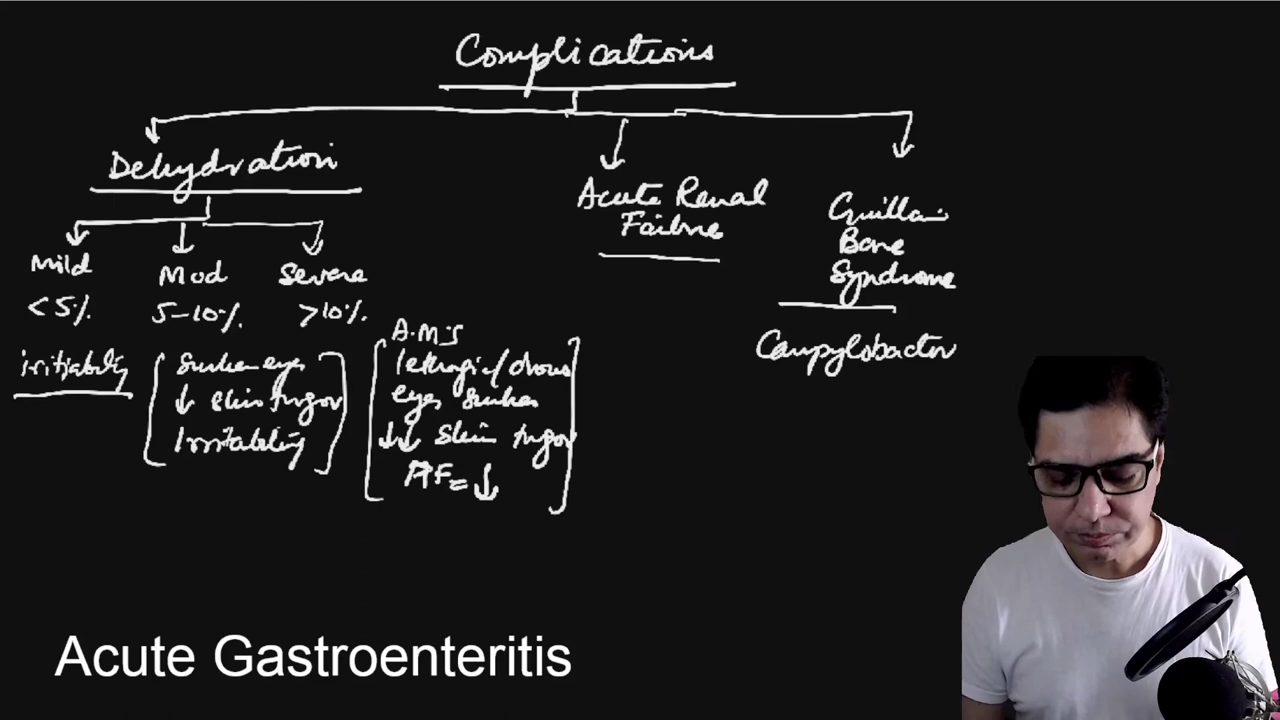 Complications
Dehydration
Acute Renal
Failure
Guillain
Barre
Syndrome
Campylobacter
Mild
< 5%
irritability
Mod
5-10%
Sunken eyes
↓ Skin turgor
Irritability
Severe
>10%
A.M.S
lethargic/drows
eyes sunken
↓↓ Skin turgor
AF = ↓
Acute Gastroenteritis